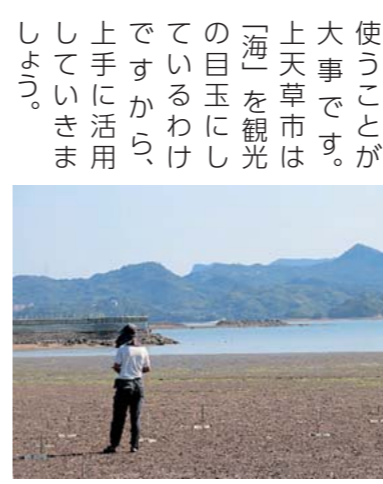 使うことが
大事です。
上天草市は
「海」を観光
の目玉にし
ているわけ
ですから、
上手に活用
していきま
しょう。